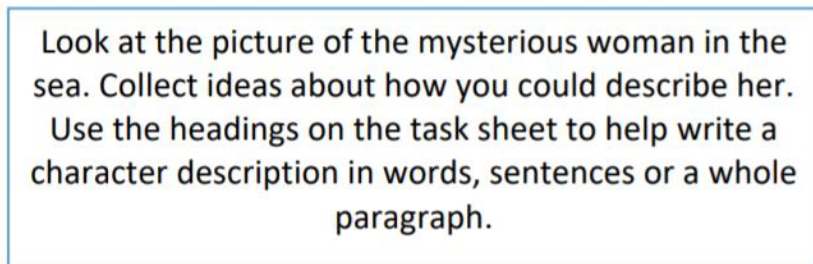 Look at the picture of the mysterious woman in the
sea. Collect ideas about how you could describe her.
Use the headings on the task sheet to help write a
character description in words, sentences or a whole
paragraph.